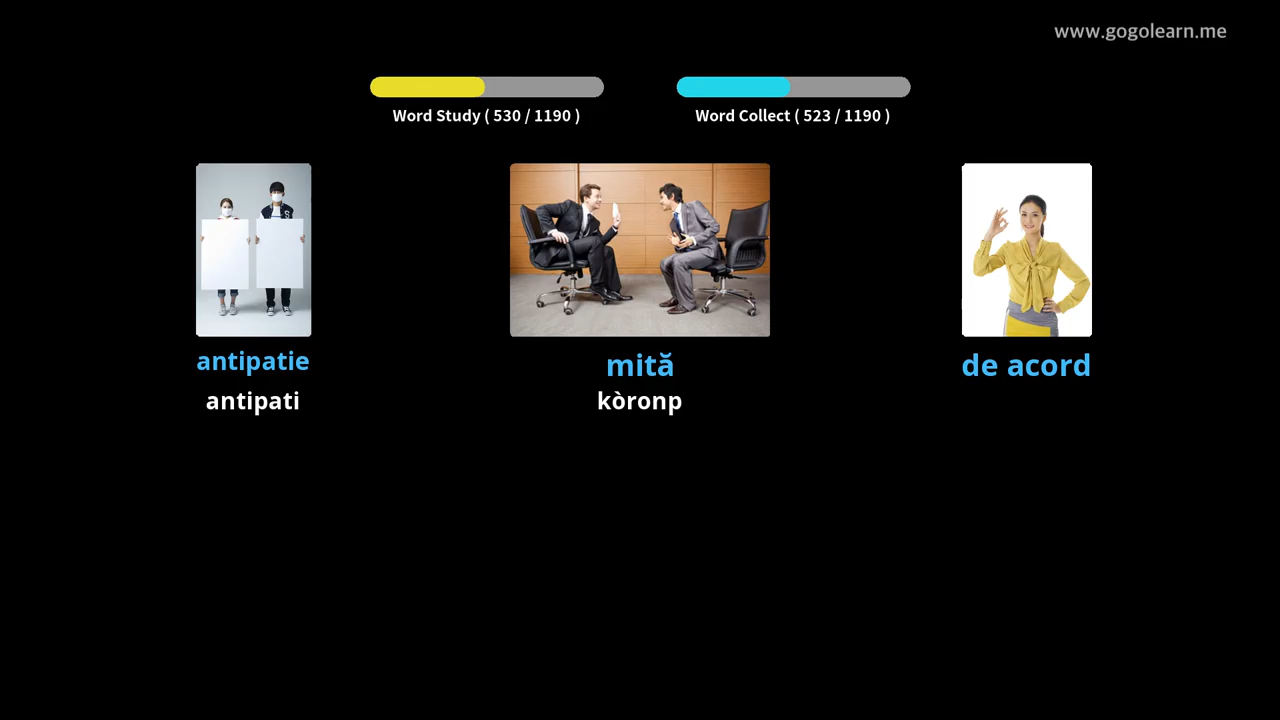 www.gogolearn.me
Word Study ( 530 / 1190 )
Word Collect ( 523 / 1190 )
antipatie
mită
de acord
antipati
kòronp